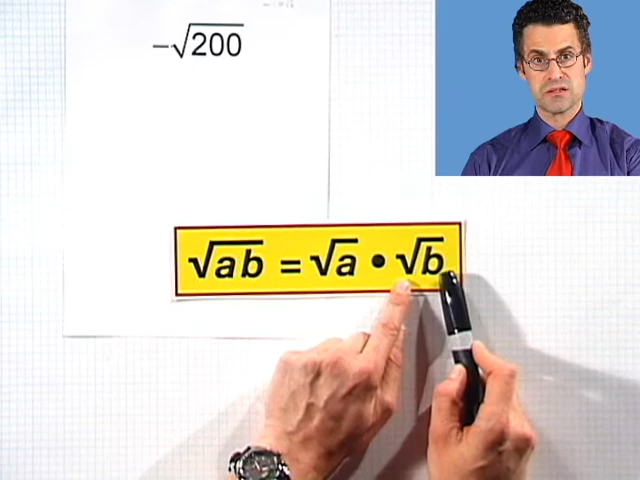 −√200
√ab = √a • √b